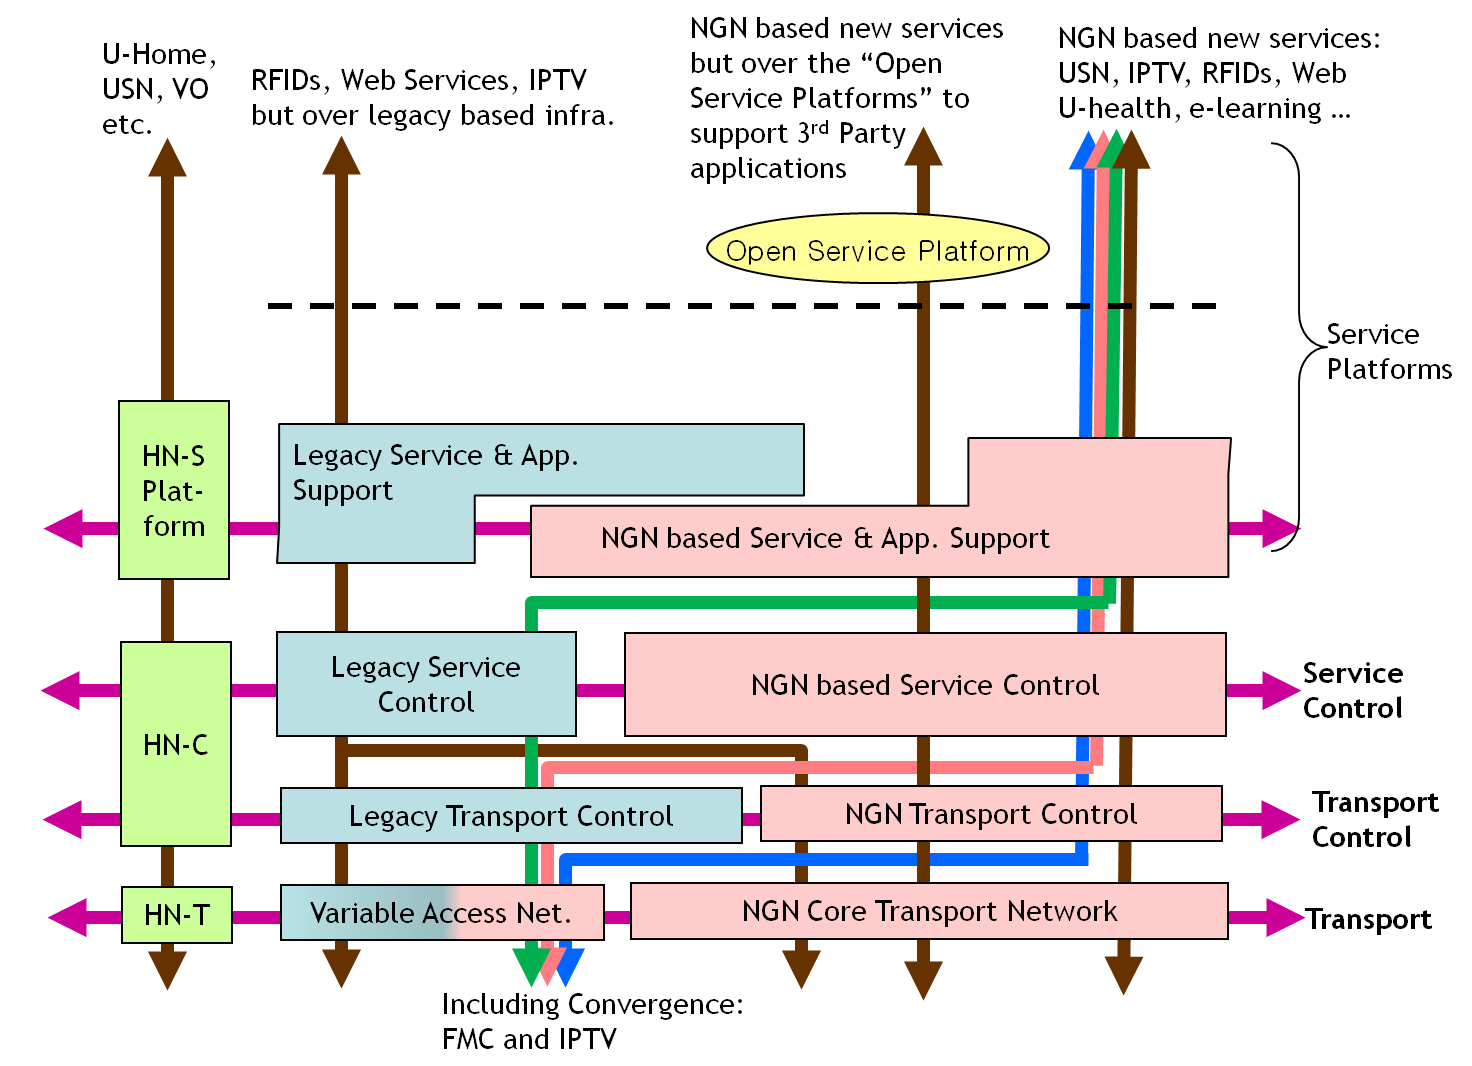 U-Home,
USN, VO
etc.
RFIDs, Web Services, IPTV
but over legacy based infra.
NGN based new services
but over the “Open
Service Platforms” to
support 3rd Party
applications
NGN based new services:
USN, IPTV, RFIDs, Web
U-health, e-learning ...
Open Service Platform
Service
Platforms
HN-S
Plat-
form
Legacy Service & App.
Support
NGN based Service & App. Support
HN-C
Legacy Service
Control
NGN based Service Control
Service
Control
Legacy Transport Control
NGN Transport Control
Transport
Control
HN-T
Variable Access Net.
NGN Core Transport Network
Transport
Including Convergence:
FMC and IPTV